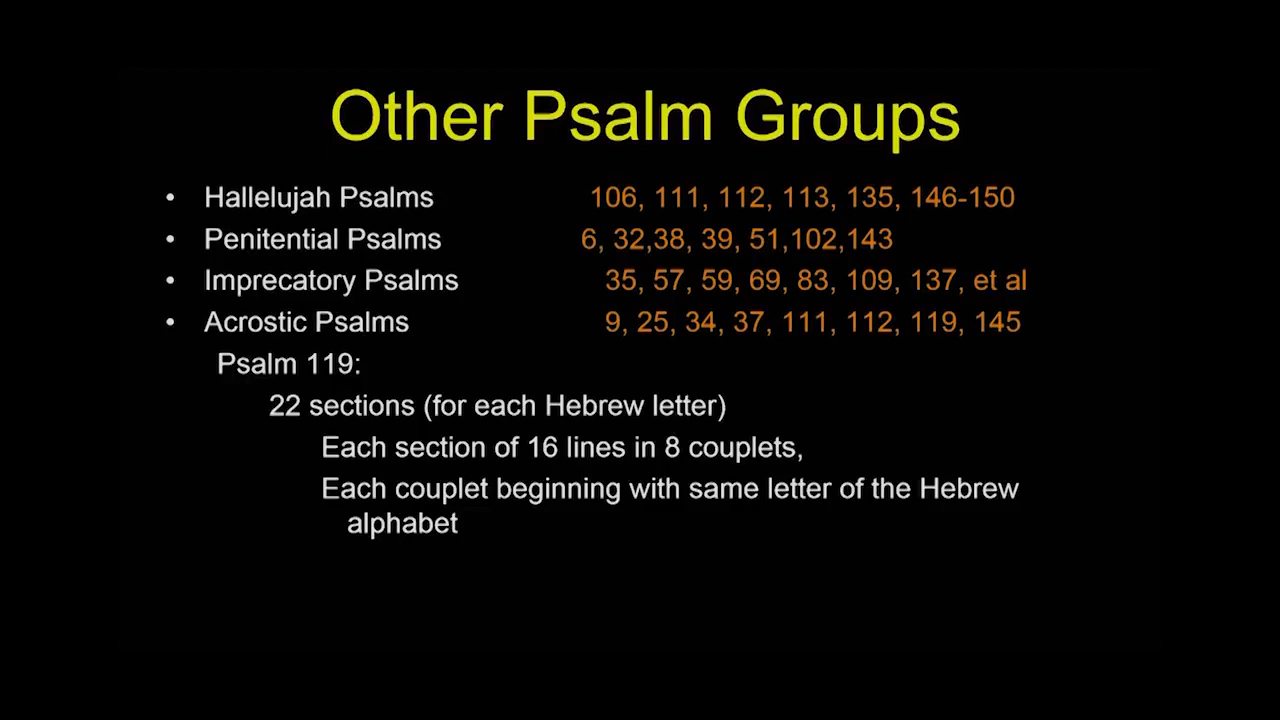 Other Psalm Groups
• Hallelujah Psalms 106, 111, 112, 113, 135, 146-150
• Penitential Psalms 6, 32,38, 39, 51,102,143
• Imprecatory Psalms 35, 57, 59, 69, 83, 109, 137, et al
• Acrostic Psalms 9, 25, 34, 37, 111, 112, 119, 145
Psalm 119:
22 sections (for each Hebrew letter)
Each section of 16 lines in 8 couplets,
Each couplet beginning with same letter of the Hebrew
alphabet